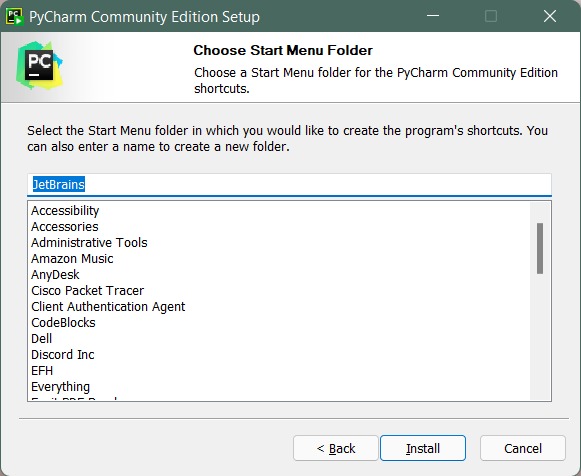 PyCharm Community Edition Setup
PC
Choose Start Menu Folder
Choose a Start Menu folder for the PyCharm Community Edition
shortcuts.
PC
Select the Start Menu folder in which you would like to create the program's shortcuts. You
can also enter a name to create a new folder.
JetBrains
Accessibility
Accessories
Administrative Tools
Amazon Music
AnyDesk
Cisco Packet Tracer
Client Authentication Agent
CodeBlocks
Dell
Discord Inc
EFH
Everything
< Back
Install
Cancel